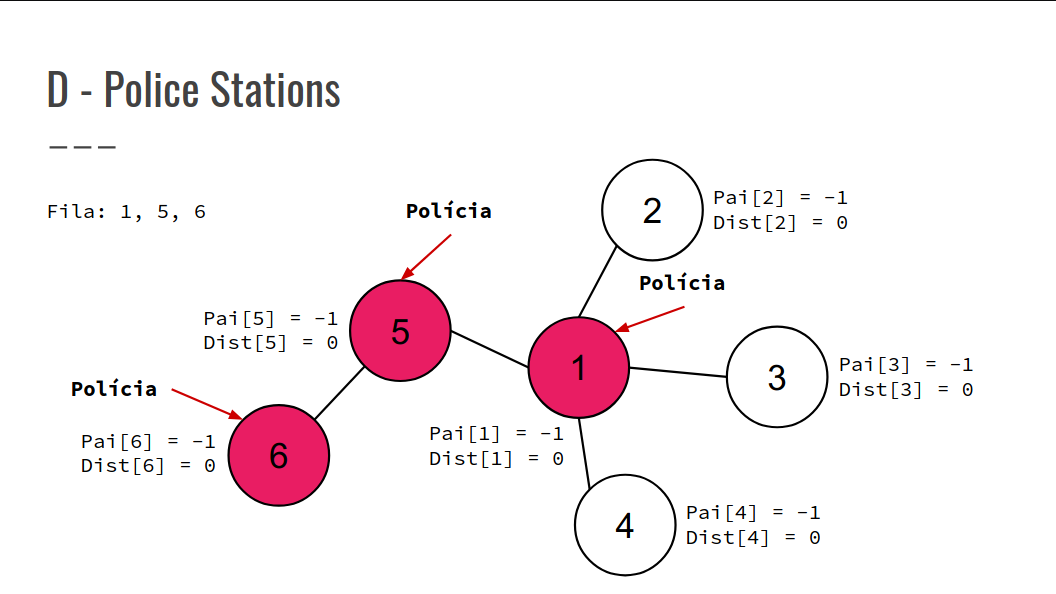 D - Police Stations
———
Fila: 1, 5, 6
Polícia
2
Pai[2] = -1
Dist[2] = 0
Polícia
Pai[5] = -1
Dist[5] = 0
5
1
3
Pai[3] = -1
Dist[3] = 0
Polícia
Pai[6] = -1
Dist[6] = 0
6
Pai[1] = -1
Dist[1] = 0
4
Pai[4] = -1
Dist[4] = 0